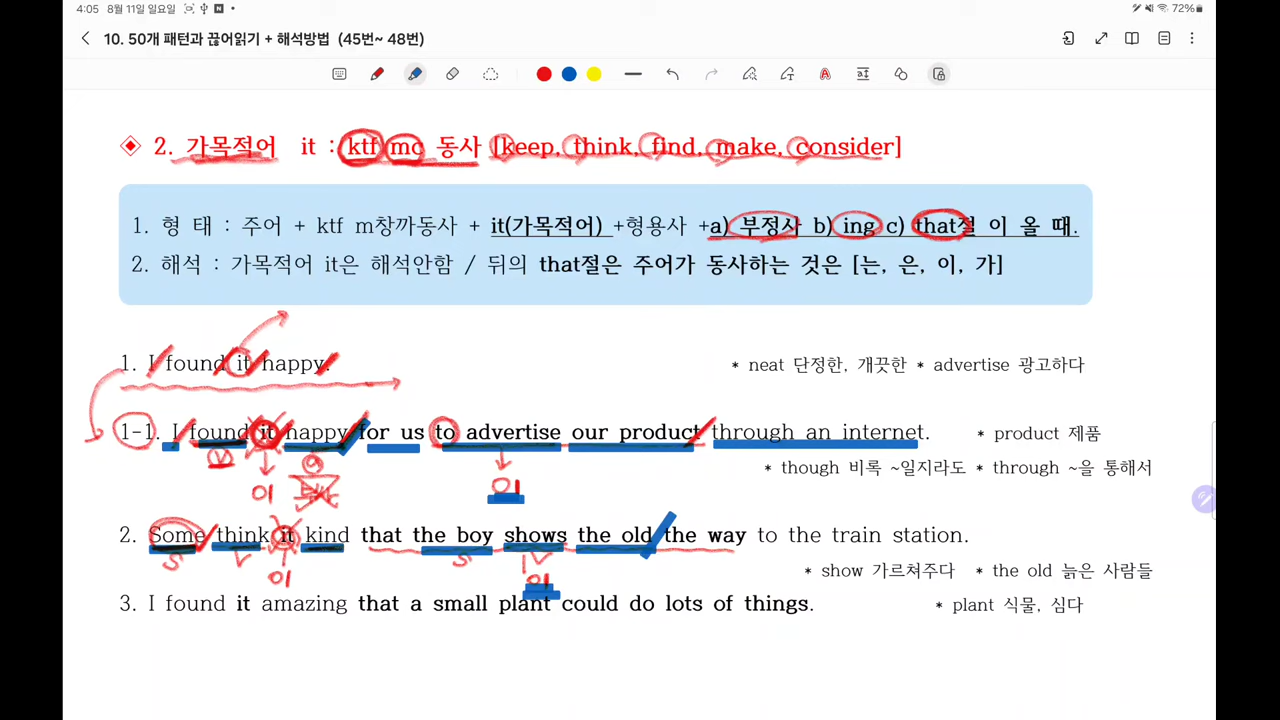 4:05 8월 11일 일요일 72%
10. 50개 패턴과 끊어읽기 + 해석방법 (45번~ 48번)
◈ 2. 가목적어 it : ktf mc 동사 [keep, think, find, make, consider]
1. 형 태 : 주어 + ktf m창까동사 + it(가목적어) +형용사 +a) 부정사 b) ing c) that절 이 올 때.
2. 해석 : 가목적어 it은 해석안함 / 뒤의 that절은 주어가 동사하는 것은 [는, 은, 이, 가]
1. I found it happy.
* neat 단정한, 개끗한 * advertise 광고하다
1-1. I found it happy for us to advertise our product through an internet.
* product 제품
* though 비록 ~일지라도 * through ~을 통해서
V
a
이
이
2. Some think it kind that the boy shows the old the way to the train station.
S V S V
이
이
* show 가르쳐주다 * the old 늙은 사람들
3. I found it amazing that a small plant could do lots of things.
* plant 식물, 심다